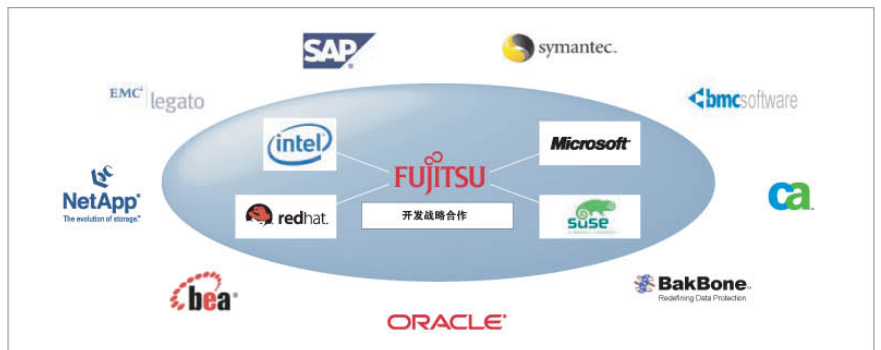 SAP
symantec.
EMC² legato
bmcsoftware
intel
Microsoft
FUJITSU
NetApp
The evolution of storage.™
redhat.
开发战略合作
suse
ca
BakBone
Redefining Data Protection
bea
ORACLE